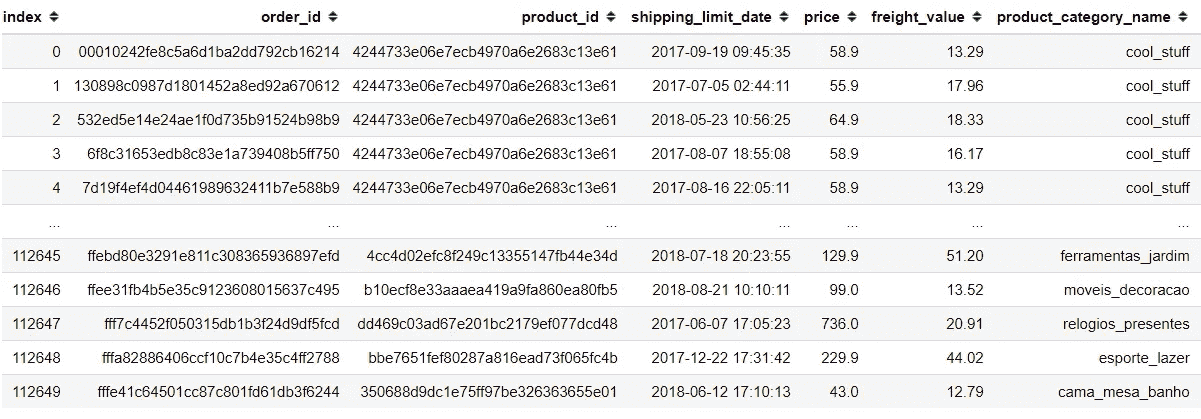 index order_id product_id shipping_limit_date price freight_value product_category_name
0 00010242fe8c5a6d1ba2dd792cb16214 4244733e06e7ecb4970a6e2683c13e61 2017-09-19 09:45:35 58.9 13.29 cool_stuff
1 130898c0987d1801452a8ed92a670612 4244733e06e7ecb4970a6e2683c13e61 2017-07-05 02:44:11 55.9 17.96 cool_stuff
2 532ed5e14e24ae1f0d735b91524b98b9 4244733e06e7ecb4970a6e2683c13e61 2018-05-23 10:56:25 64.9 18.33 cool_stuff
3 6f8c31653edb8c83e1a739408b5ff750 4244733e06e7ecb4970a6e2683c13e61 2017-08-07 18:55:08 58.9 16.17 cool_stuff
4 7d19f4ef4d04461989632411b7e588b9 4244733e06e7ecb4970a6e2683c13e61 2017-08-16 22:05:11 58.9 13.29 cool_stuff
... ... ... ... ... ... ...
112645 ffebd80e3291e811c308365936897efd 4cc4d02efc8f249c13355147fb44e34d 2018-07-18 20:23:55 129.9 51.20 ferramentas_jardim
112646 ffee31fb4b5e35c9123608015637c495 b10ecf8e33aaaea419a9fa860ea80fb5 2018-08-21 10:10:11 99.0 13.52 moveis_decoracao
112647 fff7c4452f050315db1b3f24d9df5fcd dd469c03ad67e201bc2179ef077dcd48 2017-06-07 17:05:23 736.0 20.91 relogios_presentes
112648 fffa82886406ccf10c7b4e35c4ff2788 bbe7651fef80287a816ead73f065fc4b 2017-12-22 17:31:42 229.9 44.02 esporte_lazer
112649 fffe41c64501cc87c801fd61db3f6244 350688d9dc1e75ff97be326363655e01 2018-06-12 17:10:13 43.0 12.79 cama_mesa_banho